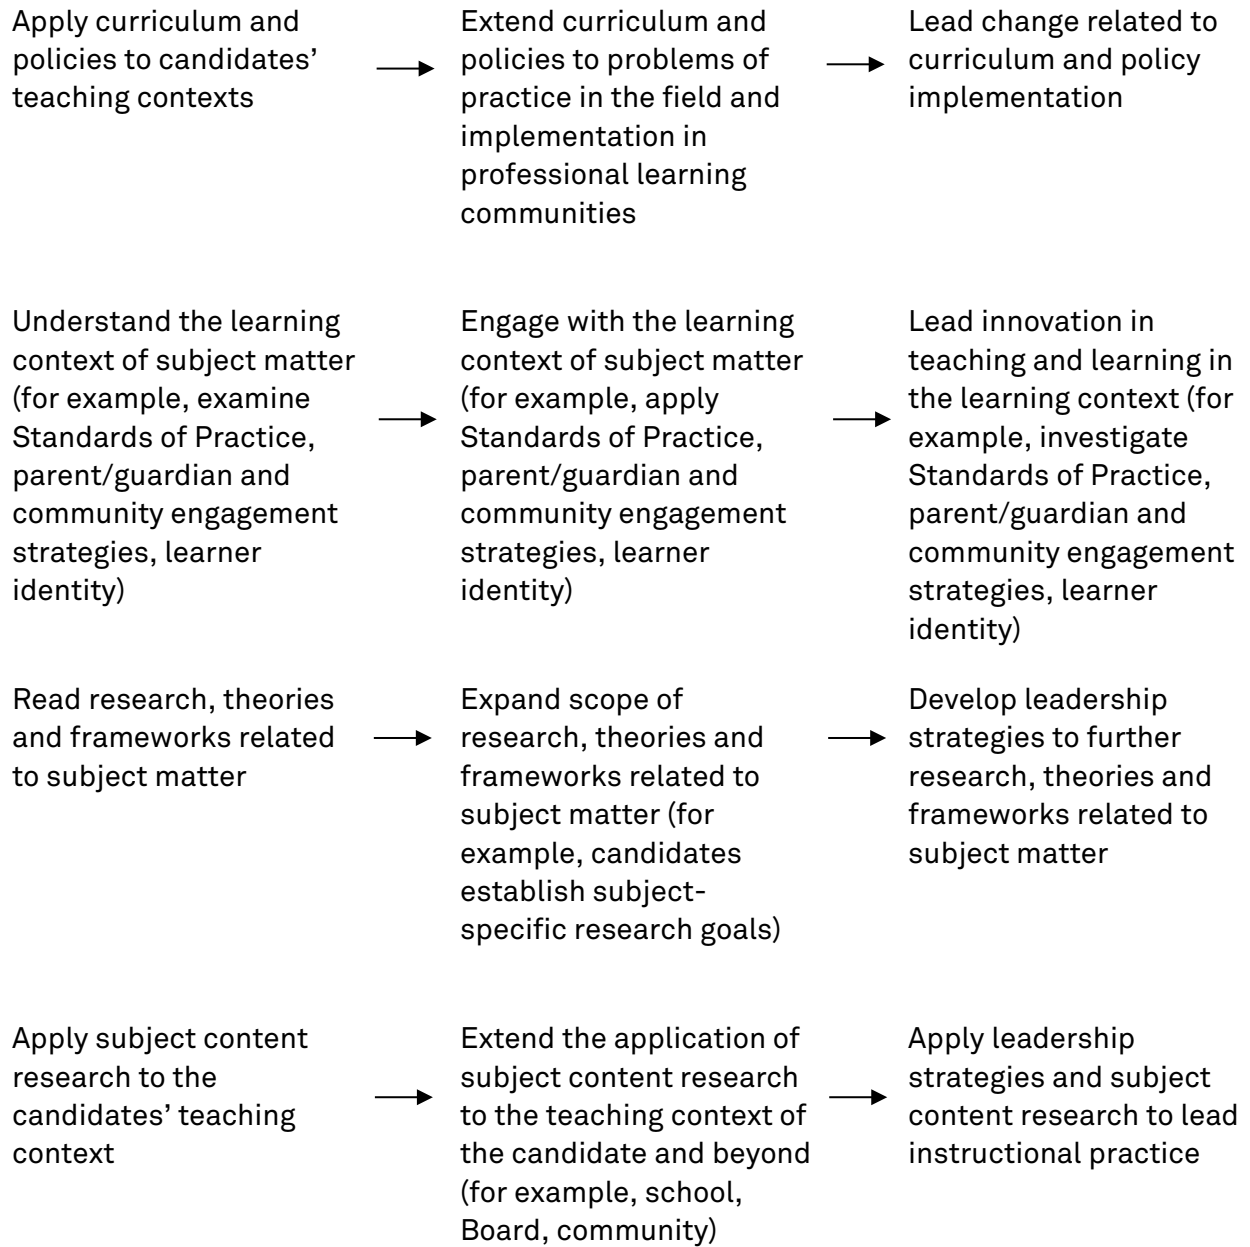 Apply curriculum and
policies to candidates’
teaching contexts
Extend curriculum and
policies to problems of
practice in the field and
implementation in
professional learning
communities
Lead change related to
curriculum and policy
implementation
Understand the learning
context of subject matter
(for example, examine
Standards of Practice,
parent/guardian and
community engagement
strategies, learner
identity)
Engage with the learning
context of subject matter
(for example, apply
Standards of Practice,
parent/guardian and
community engagement
strategies, learner
identity)
Lead innovation in
teaching and learning in
the learning context (for
example, investigate
Standards of Practice,
parent/guardian and
community engagement
strategies, learner
identity)
Read research, theories
and frameworks related
to subject matter
Expand scope of
research, theories and
frameworks related to
subject matter (for
example, candidates
establish subject-
specific research goals)
Develop leadership
strategies to further
research, theories and
frameworks related to
subject matter
Apply subject content
research to the
candidates’ teaching
context
Extend the application of
subject content research
to the teaching context of
the candidate and beyond
(for example, school,
Board, community)
Apply leadership
strategies and subject
content research to lead
instructional practice